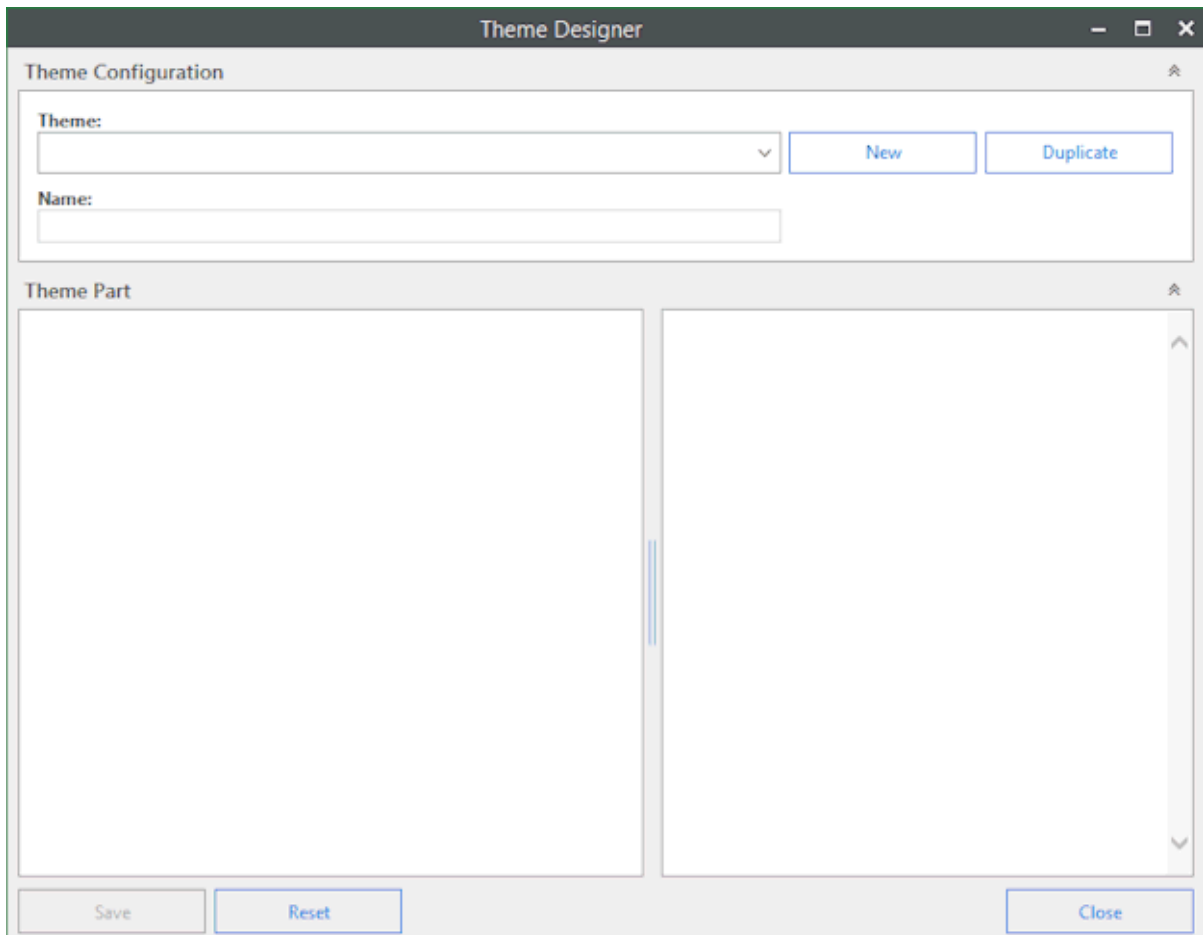 Theme Designer
Theme Configuration
Theme:
New
Duplicate
Name:
Theme Part
Save
Reset
Close